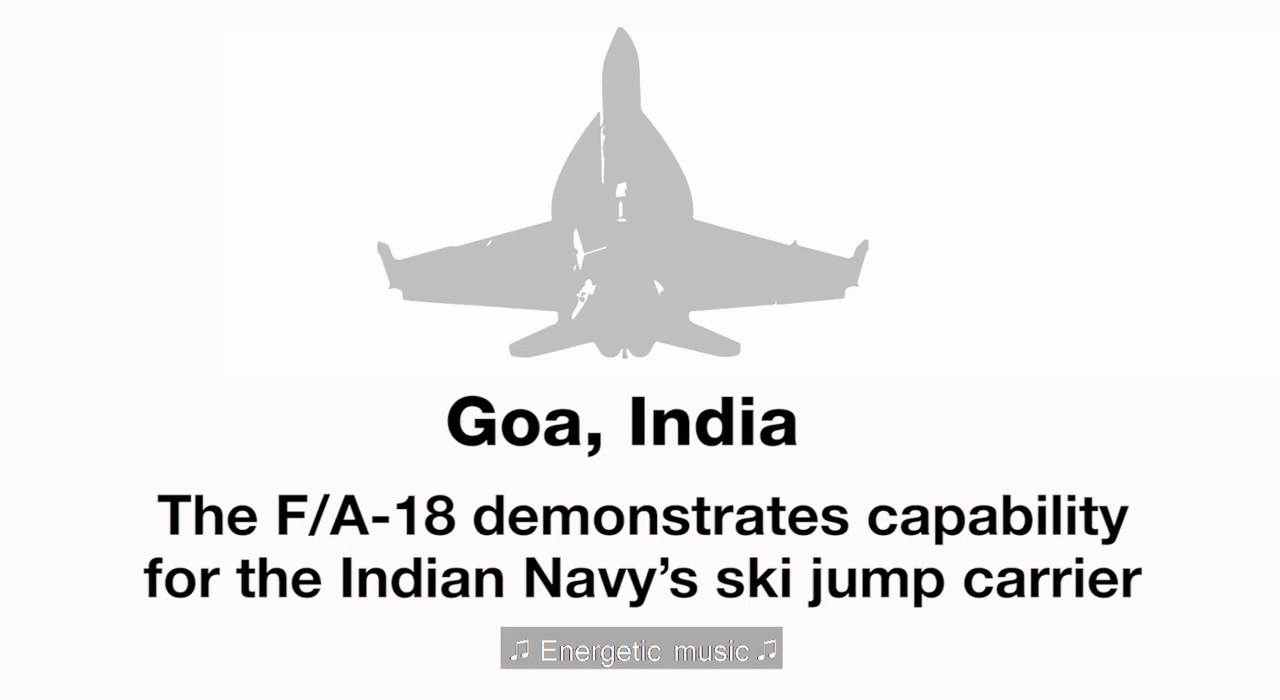 Goa, India
The F/A-18 demonstrates capability
for the Indian Navy’s ski jump carrier
♫ Energetic music ♫